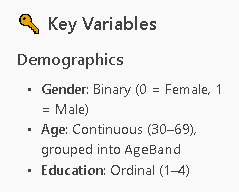 🔑 Key Variables
Demographics
• Gender: Binary (0 = Female, 1
= Male)
• Age: Continuous (30–69),
grouped into AgeBand
• Education: Ordinal (1–4)